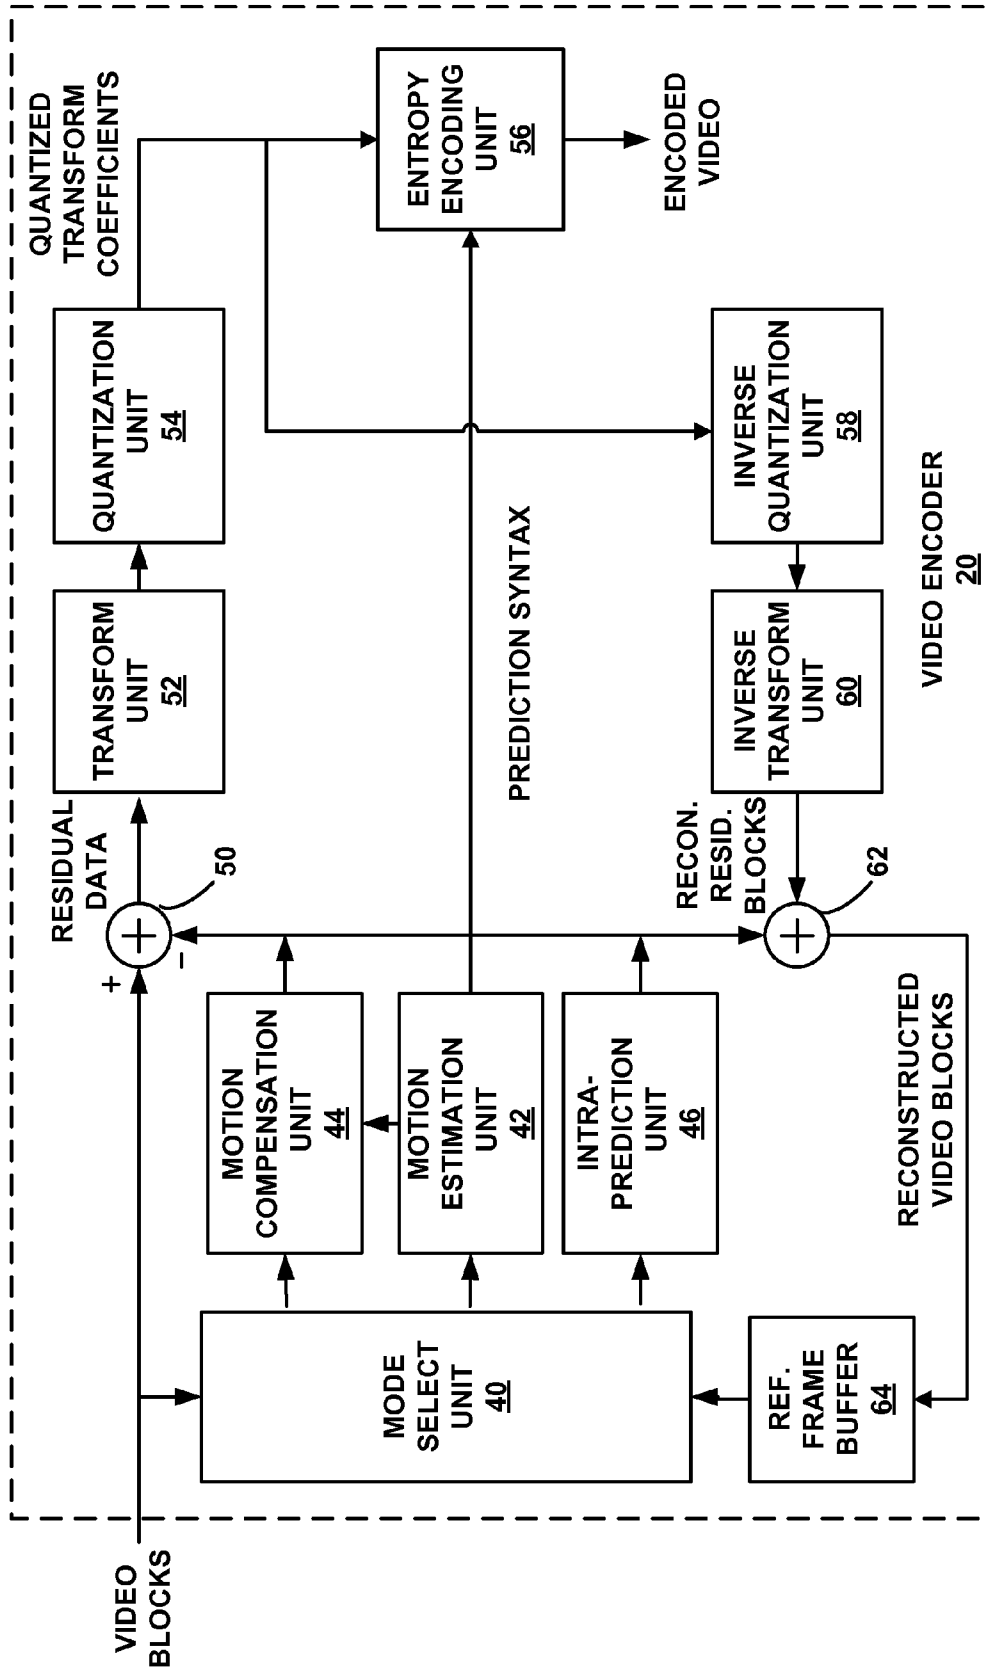 VIDEO
BLOCKS
+
-
50
RESIDUAL
DATA
TRANSFORM
UNIT
52
QUANTIZATION
UNIT
54
QUANTIZED
TRANSFORM
COEFFICIENTS
MODE
SELECT
UNIT
40
MOTION
COMPENSATION
UNIT
44
MOTION
ESTIMATION
UNIT
42
INTRA-
PREDICTION
UNIT
46
PREDICTION SYNTAX
ENTROPY
ENCODING
UNIT
56
ENCODED
VIDEO
REF.
FRAME
BUFFER
64
RECONSTRUCTED
VIDEO BLOCKS
62
RECON.
RESID.
BLOCKS
INVERSE
TRANSFORM
UNIT
60
INVERSE
QUANTIZATION
UNIT
58
VIDEO ENCODER
20